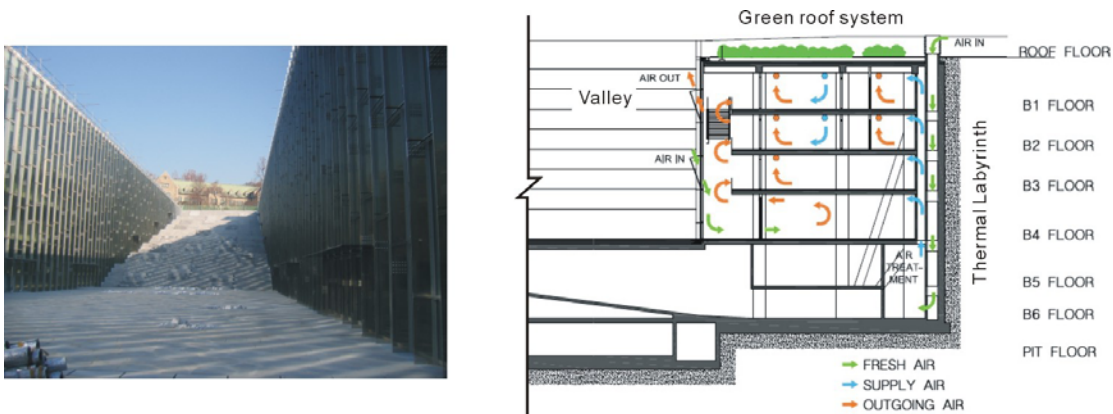 Green roof system
AIR IN
ROOF FLOOR
AIR OUT
Valley
B1 FLOOR
B2 FLOOR
AIR IN
B3 FLOOR
Thermal Labyrinth
B4 FLOOR
AIR
TREAT-
MENT
B5 FLOOR
B6 FLOOR
PIT FLOOR
FRESH AIR
SUPPLY AIR
OUTGOING AIR